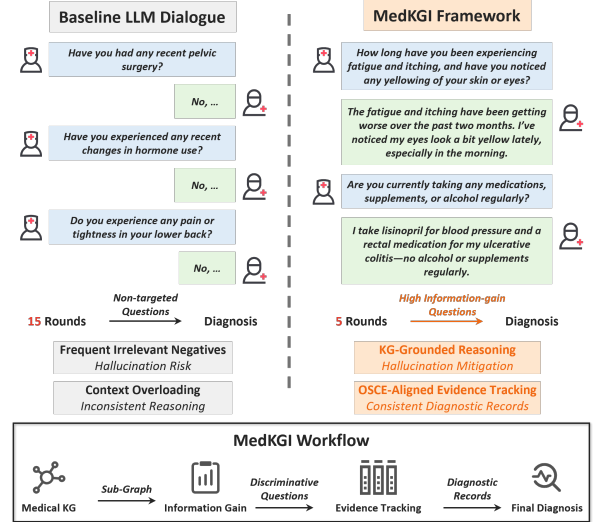 Baseline LLM Dialogue
Have you had any recent pelvic
surgery?
No, ...
Have you experienced any recent
changes in hormone use?
No, ...
Do you experience any pain or
tightness in your lower back?
No, ...
Non-targeted
Questions
15 Rounds
Diagnosis
Frequent Irrelevant Negatives
Hallucination Risk
Context Overloading
Inconsistent Reasoning
MedKGI Framework
How long have you been experiencing
fatigue and itching, and have you noticed
any yellowing of your skin or eyes?
The fatigue and itching have been getting
worse over the past two months. I've
noticed my eyes look a bit yellow lately,
especially in the morning.
Are you currently taking any medications,
supplements, or alcohol regularly?
I take lisinopril for blood pressure and a
rectal medication for my ulcerative
colitis—no alcohol or supplements
regularly.
High Information-gain
Questions
5 Rounds
Diagnosis
KG-Grounded Reasoning
Hallucination Mitigation
OSCE-Aligned Evidence Tracking
Consistent Diagnostic Records
MedKGI Workflow
Medical KG
Sub-Graph
Information Gain
Discriminative
Questions
Evidence Tracking
Diagnostic
Records
Final Diagnosis